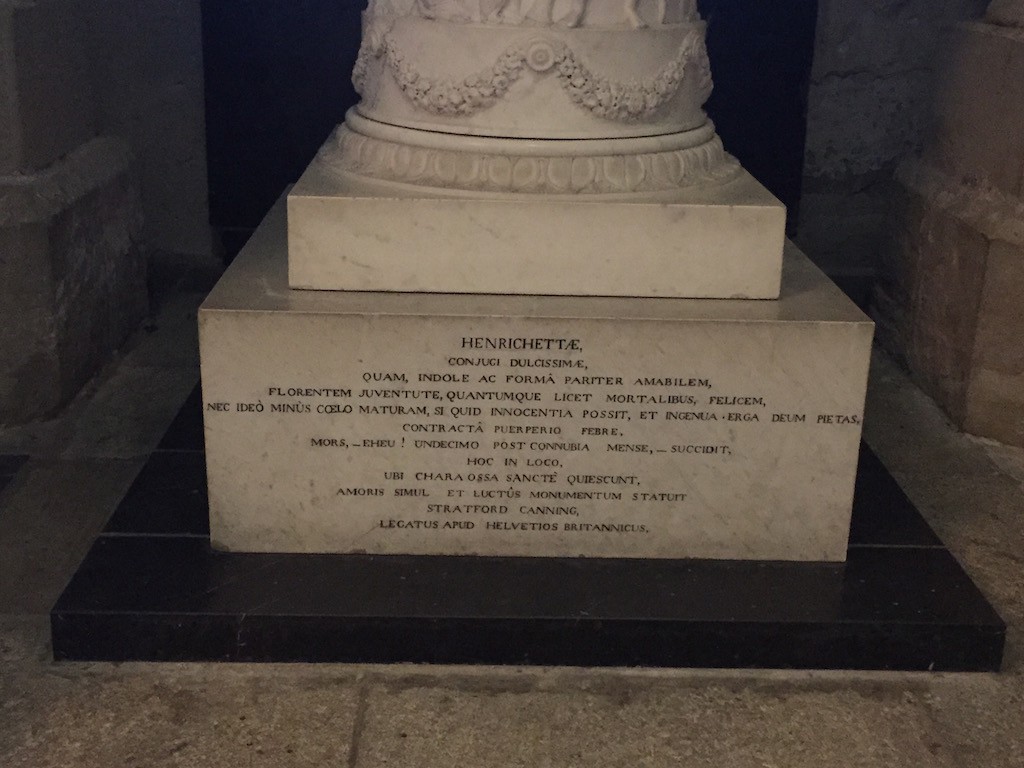 HENRICHETTÆ,
CONJUGI DULCISSIMÆ,
QUAM, INDOLE AC FORMÂ PARITER AMABILEM,
FLORENTEM JUVENTUTE, QUANTUMQUE LICET MORTALIBUS, FELICEM,
NEC IDEÒ MINÙS CŒLO MATURAM, SI QUID INNOCENTIA POSSIT, ET INGENUA · ERGA DEUM PIETAS,
CONTRACTÂ PUERPERIO FEBRE,
MORS, _ EHEU ! UNDECIMO POST CONNUBIA MENSE, _ SUCCIDIT,
HOC IN LOCO,
UBI CHARA OSSA SANCTÈ QUIESCUNT,
AMORIS SIMUL ET LUCTÛS MONUMENTUM STATUIT
STRATFORD CANNING,
LEGATUS APUD HELVETIOS BRITANNICUS,